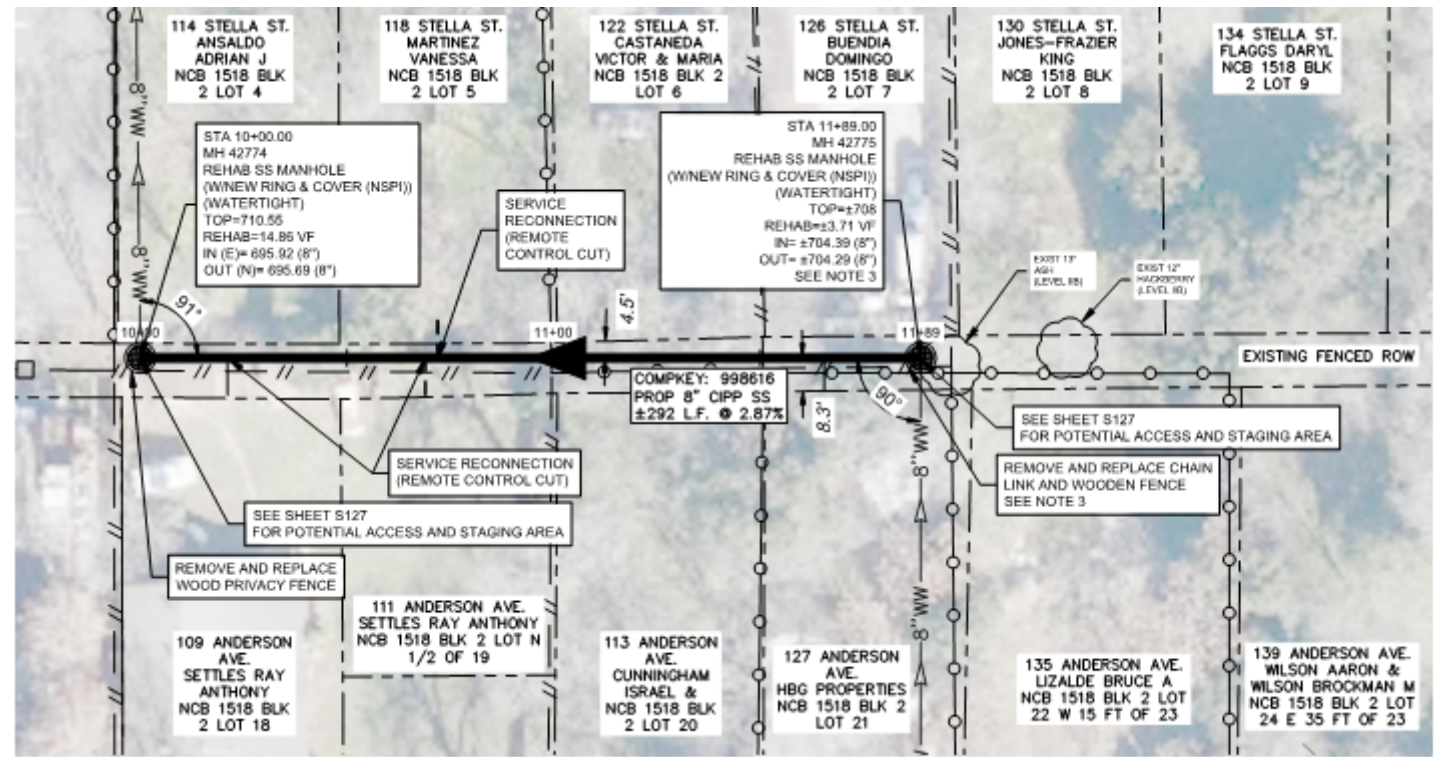 114 STELLA ST.
ANSALDO
ADRIAN J
NCB 1518 BLK
2 LOT 4
118 STELLA ST.
MARTINEZ
VANESSA
NCB 1518 BLK
2 LOT 5
122 STELLA ST.
CASTANEDA
VICTOR & MARIA
NCB 1518 BLK 2
LOT 6
126 STELLA ST.
BUENDIA
DOMINGO
NCB 1518 BLK
2 LOT 7
130 STELLA ST.
JONES-FRAZIER
KING
NCB 1518 BLK
2 LOT 8
134 STELLA ST.
FLAGGS DARYL
NCB 1518 BLK
2 LOT 9
8"WW
8"WW
STA 10+00.00
MH 42774
REHAB SS MANHOLE
(W/NEW RING & COVER (NSPI))
(WATERTIGHT)
TOP=710.55
REHAB=14.86 VF
IN (E)= 695.92 (8")
OUT (N)= 695.69 (8")
SERVICE
RECONNECTION
(REMOTE
CONTROL CUT)
STA 11+89.00
MH 42775
REHAB SS MANHOLE
(W/NEW RING & COVER (NSPI))
(WATERTIGHT)
TOP=±708
REHAB=±3.71 VF
IN= ±704.39 (8")
OUT= ±704.29 (8")
SEE NOTE 3
EXIST 13"
ASH
(LEVEL IIB)
EXIST 12"
HACKBERRY
(LEVEL IIB)
91°
4.5'
10+00
11+00
11+89
EXISTING FENCED ROW
COMPKEY: 998616
PROP 8" CIPP SS
±292 L.F. @ 2.87%
8.3'
90°
SEE SHEET S127
FOR POTENTIAL ACCESS AND STAGING AREA
SERVICE RECONNECTION
(REMOTE CONTROL CUT)
8"WW
REMOVE AND REPLACE CHAIN
LINK AND WOODEN FENCE
SEE NOTE 3
SEE SHEET S127
FOR POTENTIAL ACCESS AND STAGING AREA
REMOVE AND REPLACE
WOOD PRIVACY FENCE
8"WW
109 ANDERSON
AVE.
SETTLES RAY
ANTHONY
NCB 1518 BLK
2 LOT 18
111 ANDERSON AVE.
SETTLES RAY ANTHONY
NCB 1518 BLK 2 LOT N
1/2 OF 19
113 ANDERSON
AVE.
CUNNINGHAM
ISRAEL &
NCB 1518 BLK
2 LOT 20
127 ANDERSON
AVE.
HBG PROPERTIES
NCB 1518 BLK 2
LOT 21
135 ANDERSON AVE.
LIZALDE BRUCE A
NCB 1518 BLK 2 LOT
22 W 15 FT OF 23
139 ANDERSON AVE.
WILSON AARON &
WILSON BROCKMAN M
NCB 1518 BLK 2 LOT
24 E 35 FT OF 23